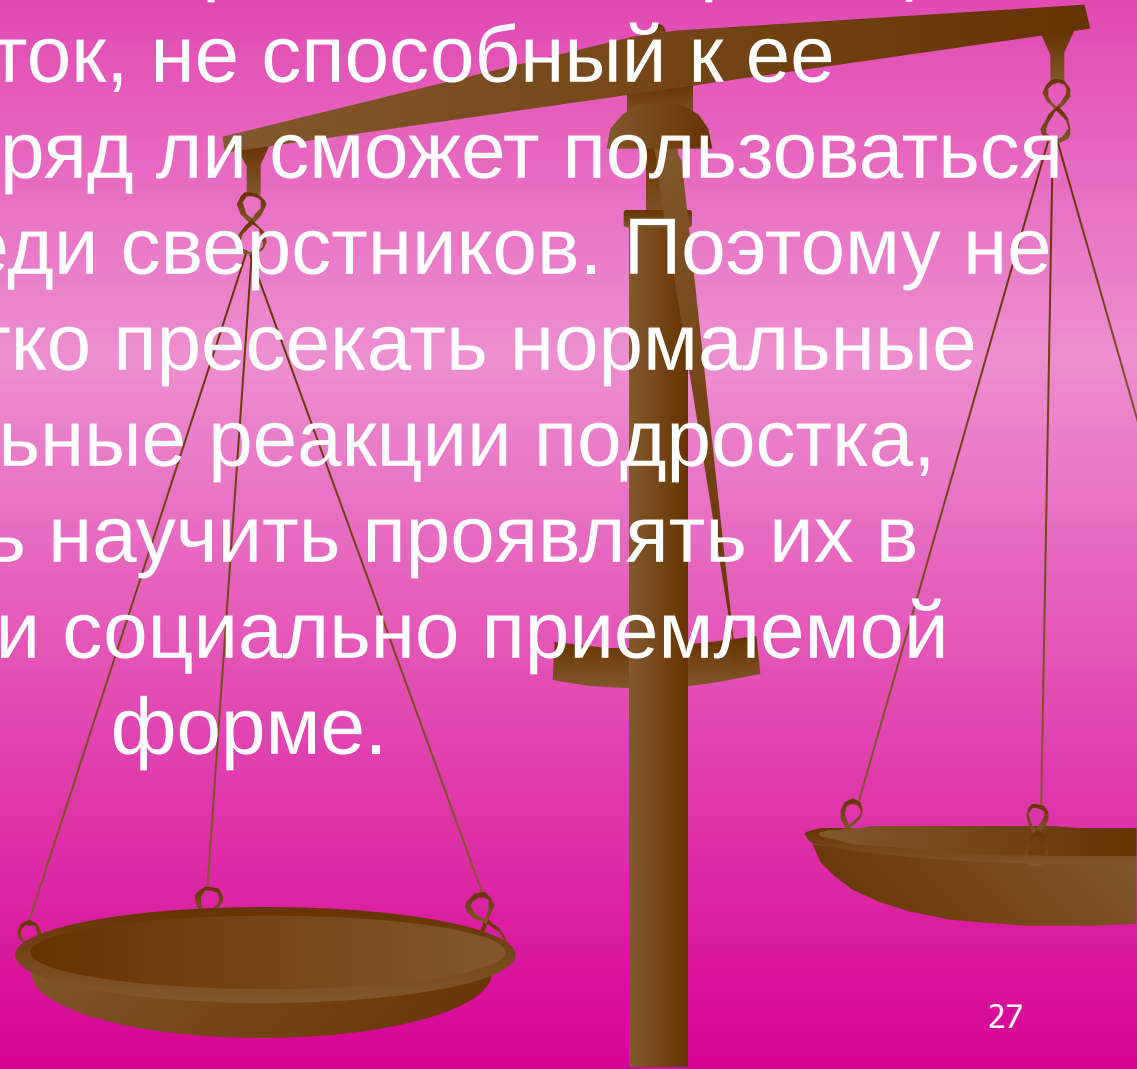 ток, не способный к ее
ряд ли сможет пользоваться
еди сверстников. Поэтому не
тко пресекать нормальные
ьные реакции подростка,
ь научить проявлять их в
и социально приемлемой
форме.
27